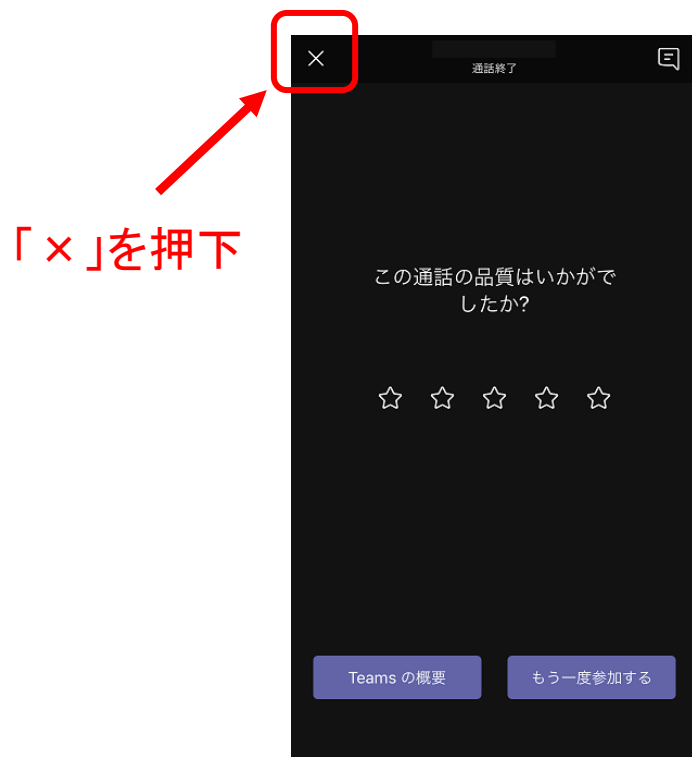 通話終了
「×」を押下
この通話の品質はいかがで
したか?
Teams の概要
もう一度参加する